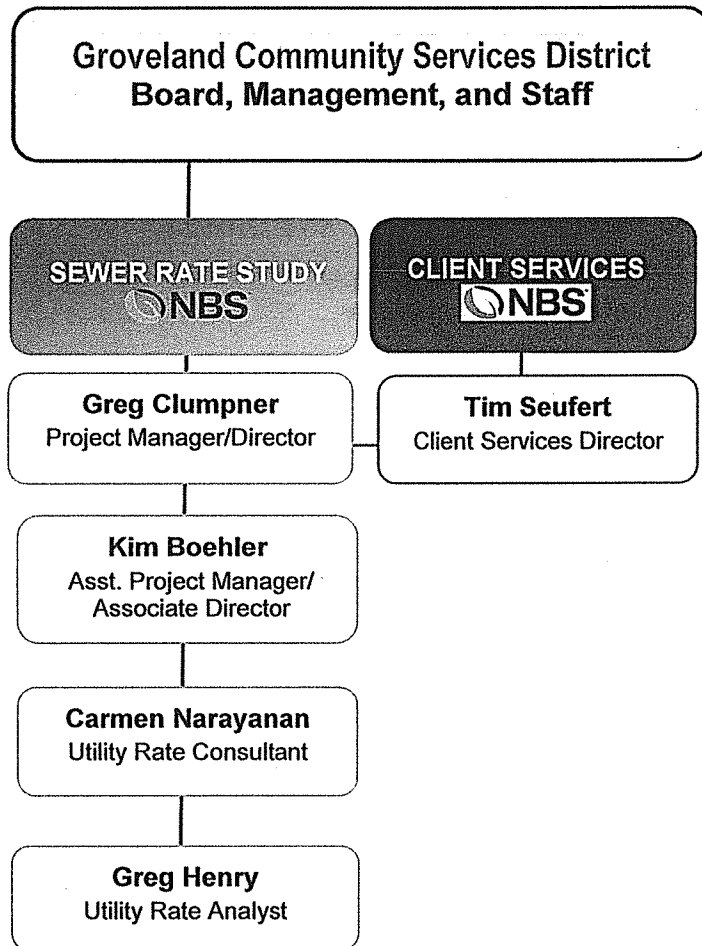 Groveland Community Services District
Board, Management, and Staff
SEWER RATE STUDY
NBS
CLIENT SERVICES
NBS
Greg Clumpner
Project Manager/Director
Tim Seufert
Client Services Director
Kim Boehler
Asst. Project Manager/
Associate Director
Carmen Narayanan
Utility Rate Consultant
Greg Henry
Utility Rate Analyst